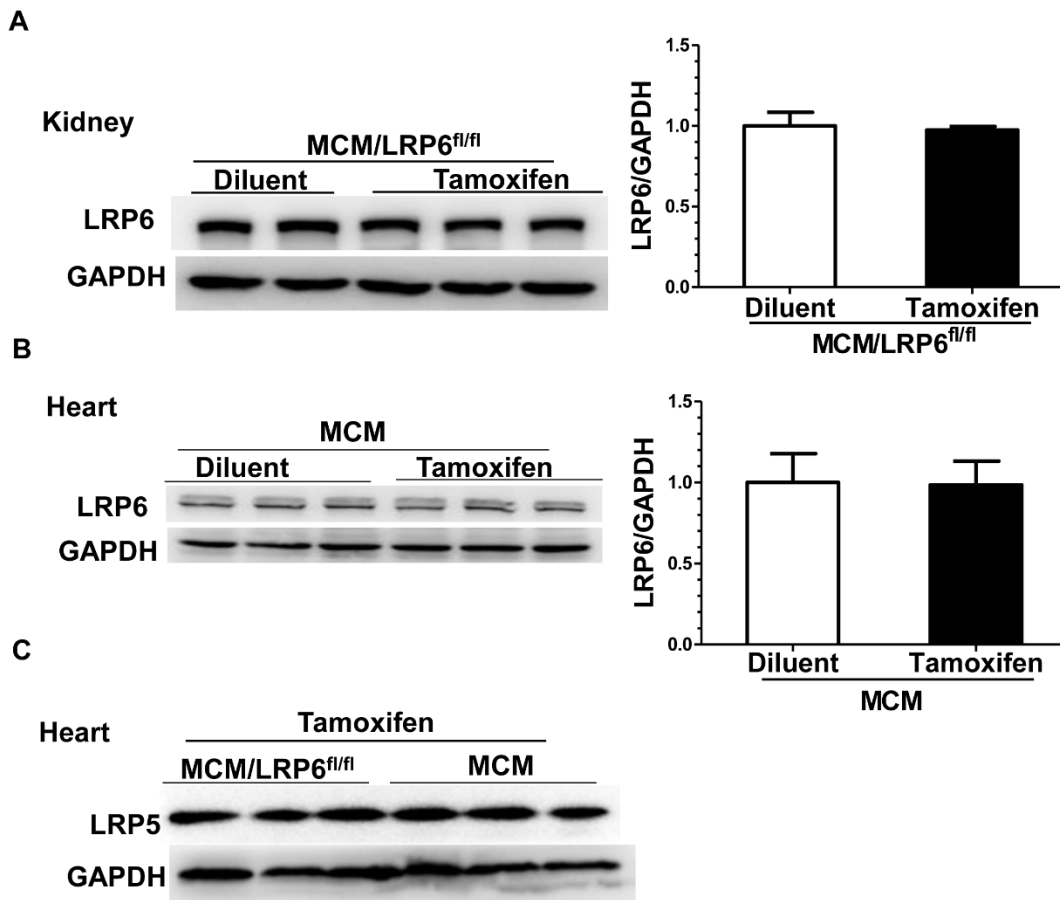 A
Kidney
MCM/LRP6fl/fl
Diluent Tamoxifen
LRP6
GAPDH
LRP6/GAPDH
1.5
1.0
0.5
0.0
Diluent Tamoxifen
MCM/LRP6fl/fl
B
Heart
MCM
Diluent Tamoxifen
LRP6
GAPDH
LRP6/GAPDH
1.5
1.0
0.5
0.0
Diluent Tamoxifen
MCM
C
Heart
Tamoxifen
MCM/LRP6fl/fl MCM
LRP5
GAPDH